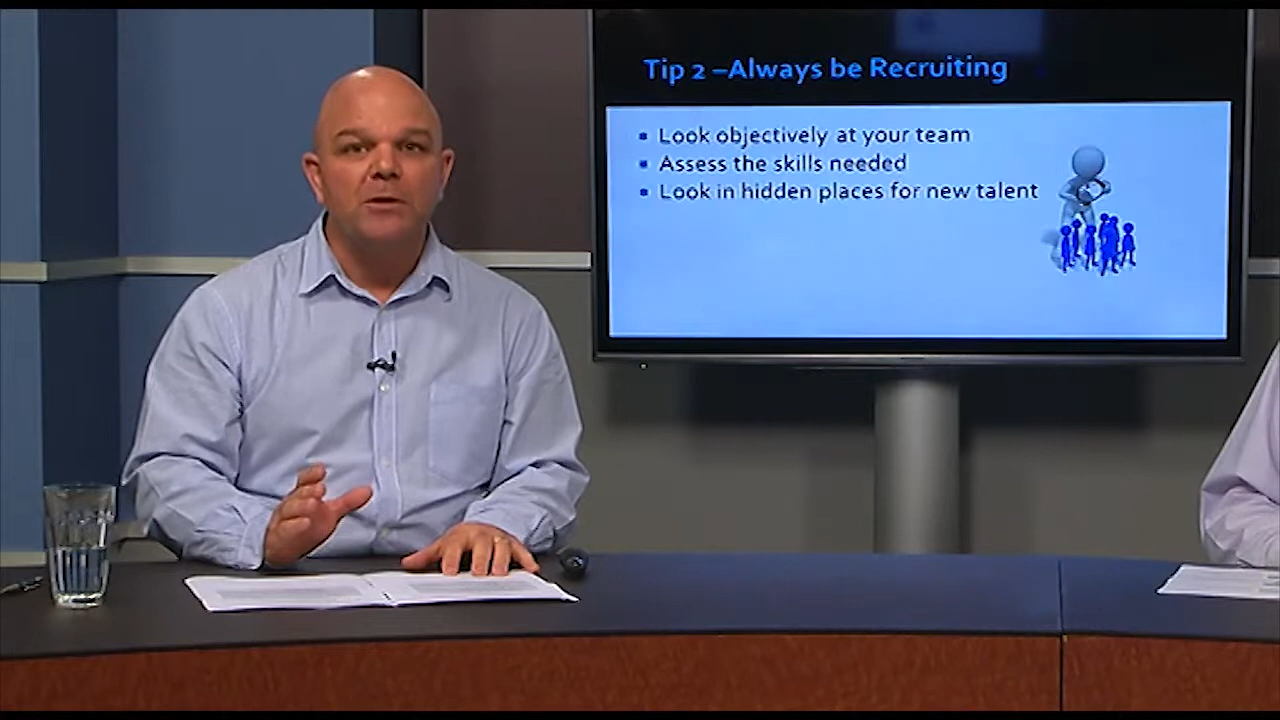 Tip 2 –Always be Recruiting
▪ Look objectively at your team
▪ Assess the skills needed
▪ Look in hidden places for new talent